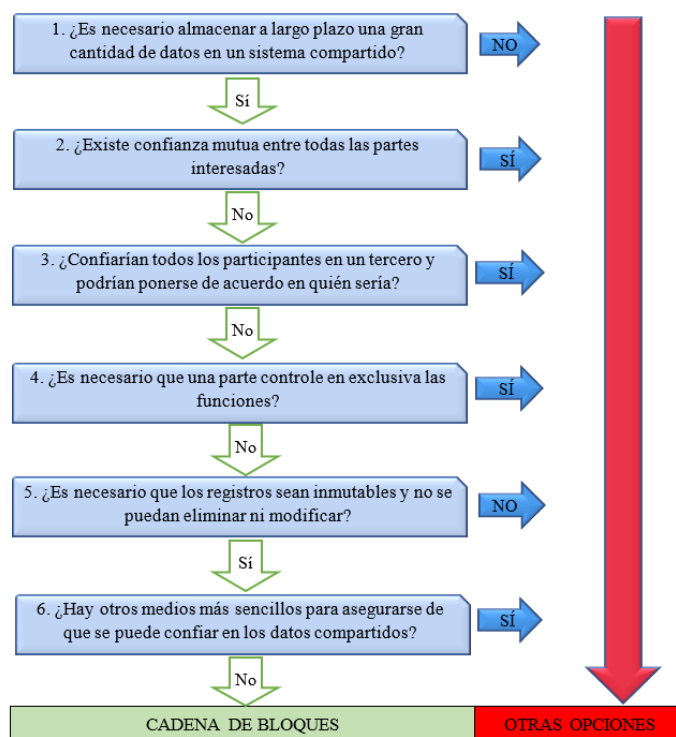 1. ¿Es necesario almacenar a largo plazo una gran
cantidad de datos en un sistema compartido?
NO
Sí
2. ¿Existe confianza mutua entre todas las partes
interesadas?
SÍ
No
3. ¿Confiarían todos los participantes en un tercero y
podrían ponerse de acuerdo en quién sería?
SÍ
No
4. ¿Es necesario que una parte controle en exclusiva las
funciones?
SÍ
No
5. ¿Es necesario que los registros sean inmutables y no se
puedan eliminar ni modificar?
NO
Sí
6. ¿Hay otros medios más sencillos para asegurarse de
que se puede confiar en los datos compartidos?
SÍ
No
CADENA DE BLOQUES
OTRAS OPCIONES